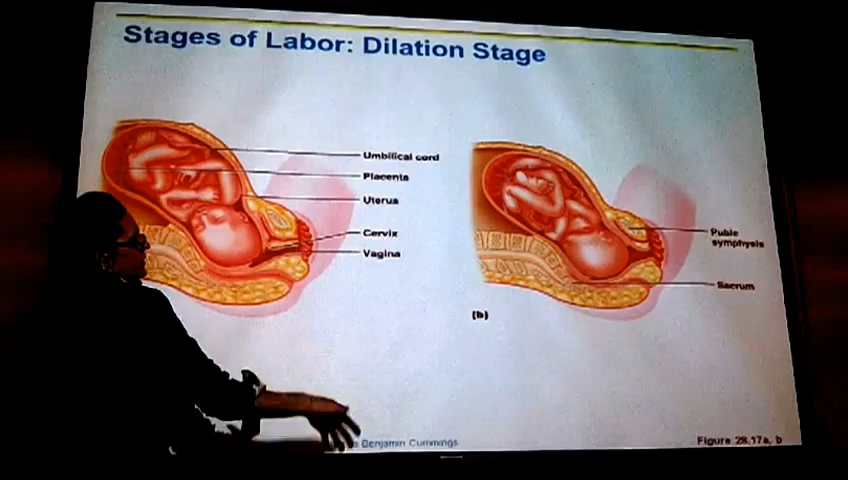 Stages of Labor: Dilation Stage
Umbilical cord
Placenta
Uterus
Cervix
Vagina
Pubic
symphysis
Sacrum
(b)
Benjamin Cummings
Figure 28.17a, b